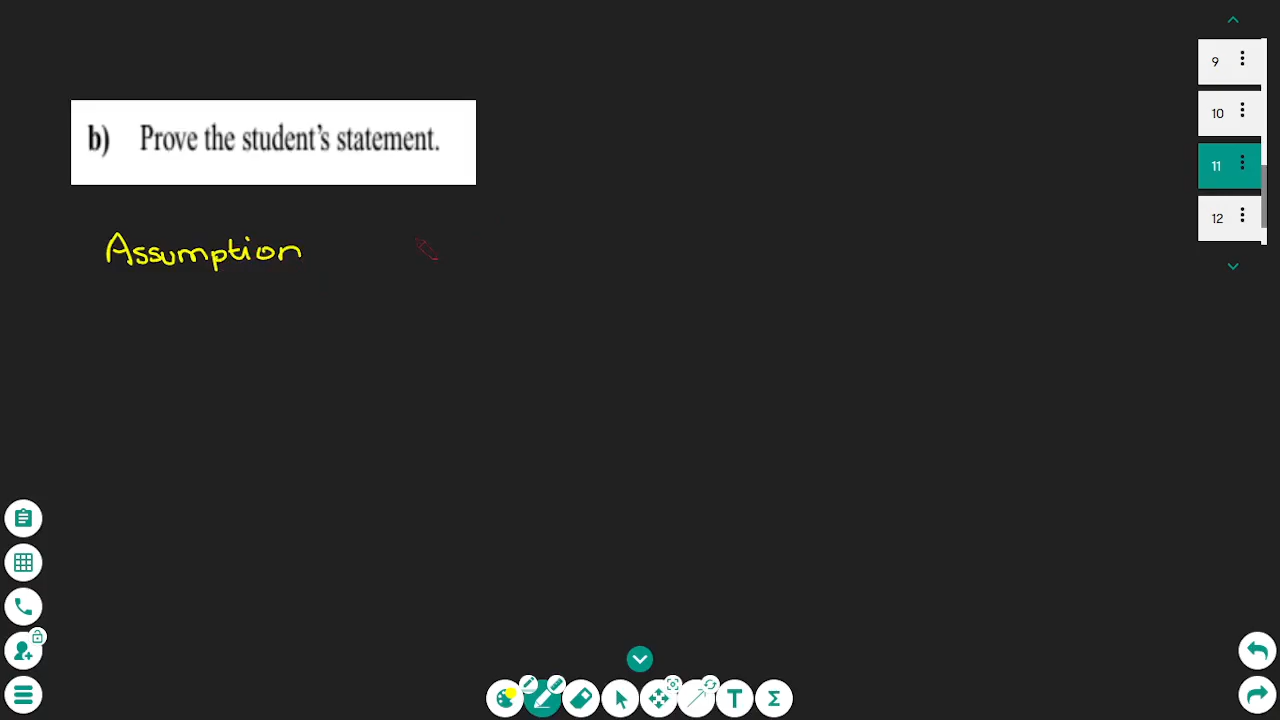 9
10
b) Prove the student's statement.
11
12
Assumption
T
Σ